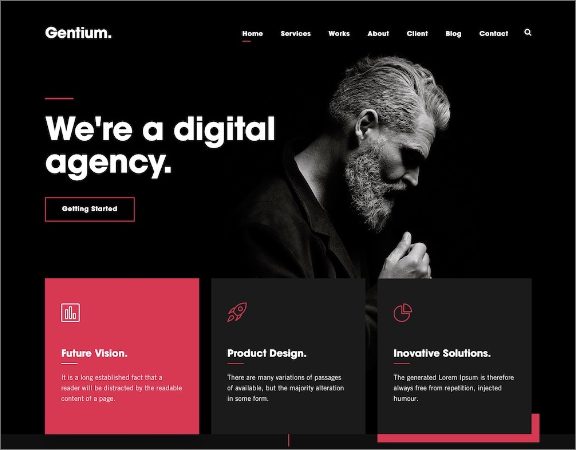 Gentium.
Home Services Works About Client Blog Contact
We're a digital
agency.
Getting Started
Future Vision.
It is a long established fact that a
reader will be distracted by the readable
content of a page.
Product Design.
There are many variations of passages
of available, but the majority alteration
in some form.
Inovative Solutions.
The generated Lorem Ipsum is therefore
always free from repetition, injected
humour.